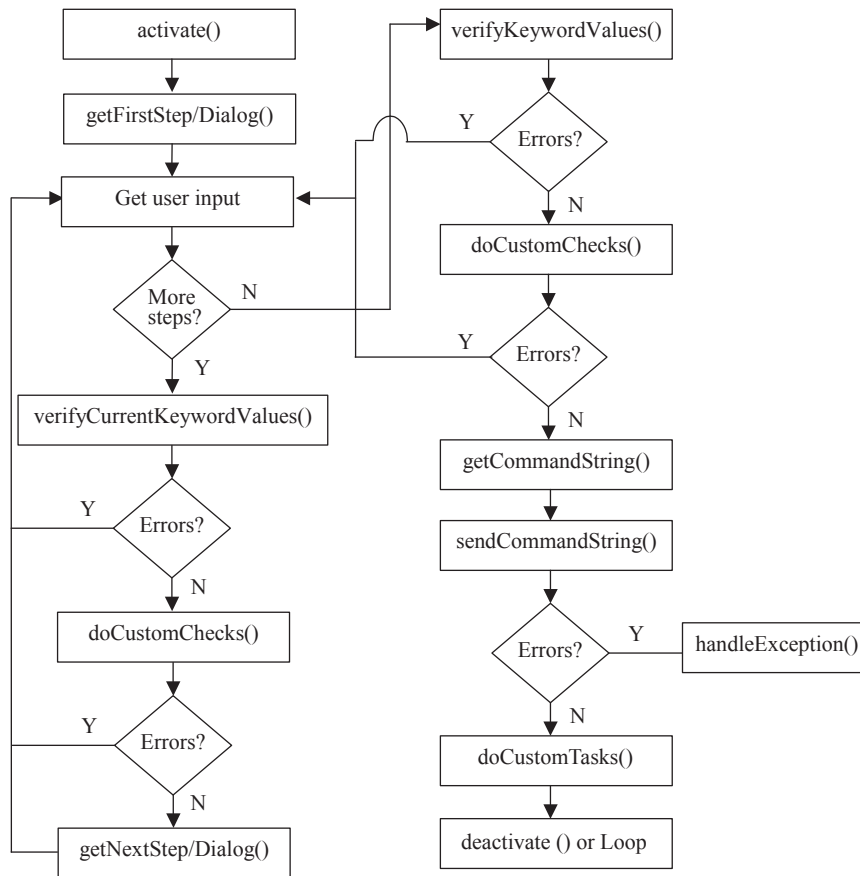 activate()
getFirstStep/Dialog()
Get user input
More
steps?
N
Y
verifyCurrentKeywordValues()
Y
Errors?
N
doCustomChecks()
Y
Errors?
N
getNextStep/Dialog()
verifyKeywordValues()
Y
Errors?
N
doCustomChecks()
Y
Errors?
N
getCommandString()
sendCommandString()
Errors?
Y
handleException()
N
doCustomTasks()
deactivate () or Loop